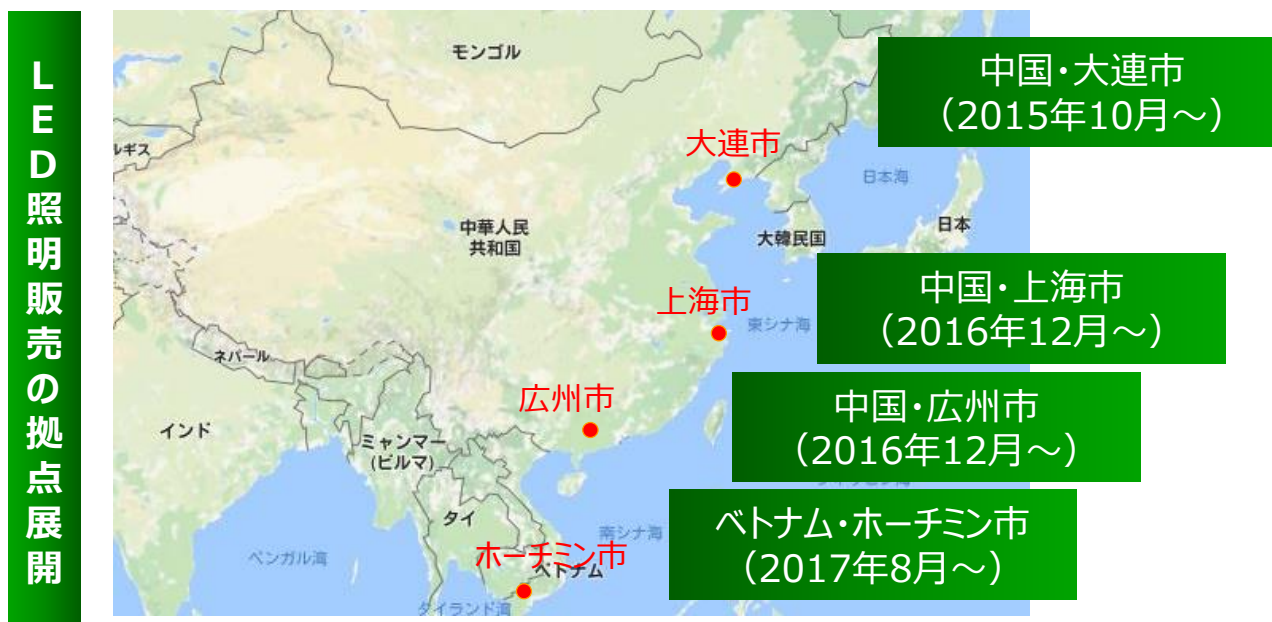 LED照明販売の拠点展開
モンゴル
中国・大連市
（2015年10月～）
ルギス
大連市
日本海
中華人民
共和国
大韓民国
日本
上海市
東シナ海
中国・上海市
（2016年12月～）
ネパール
広州市
中国・広州市
（2016年12月～）
インド
ミャンマー
(ビルマ)
タイ
南シナ海
ベトナム・ホーチミン市
（2017年8月～）
ベンガル湾
ホーチミン市
ベトナム
タイランド湾